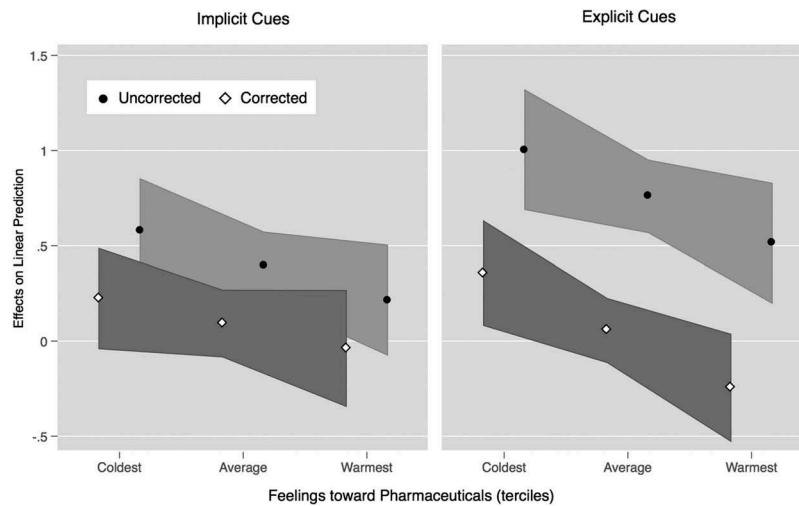 Implicit Cues
Explicit Cues
1.5
1
.5
0
-.5
Effects on Linear Prediction
Uncorrected Corrected
Coldest Average Warmest
Coldest Average Warmest
Feelings toward Pharmaceuticals (terciles)